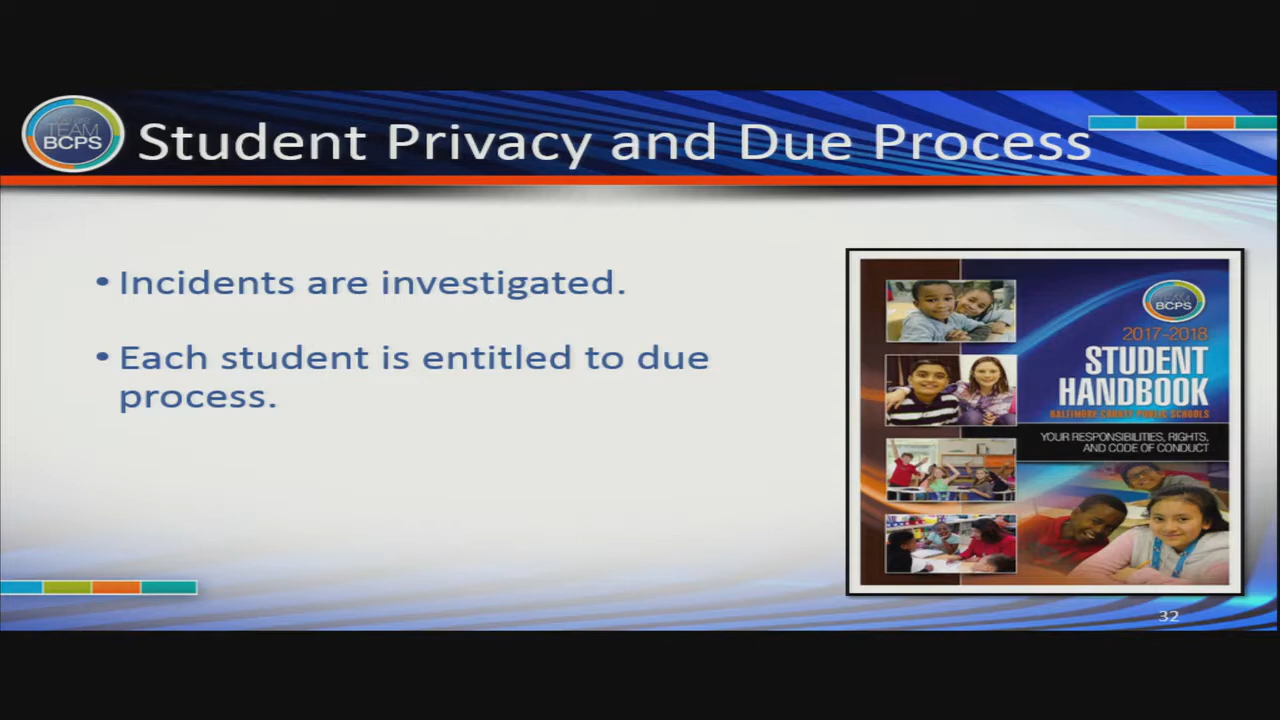 TEAM
BCPS
Student Privacy and Due Process
• Incidents are investigated.
• Each student is entitled to due
process.
TEAM
BCPS
2017-2018
STUDENT
HANDBOOK
BALTIMORE COUNTY PUBLIC SCHOOLS
YOUR RESPONSIBILITIES, RIGHTS,
AND CODE OF CONDUCT
32